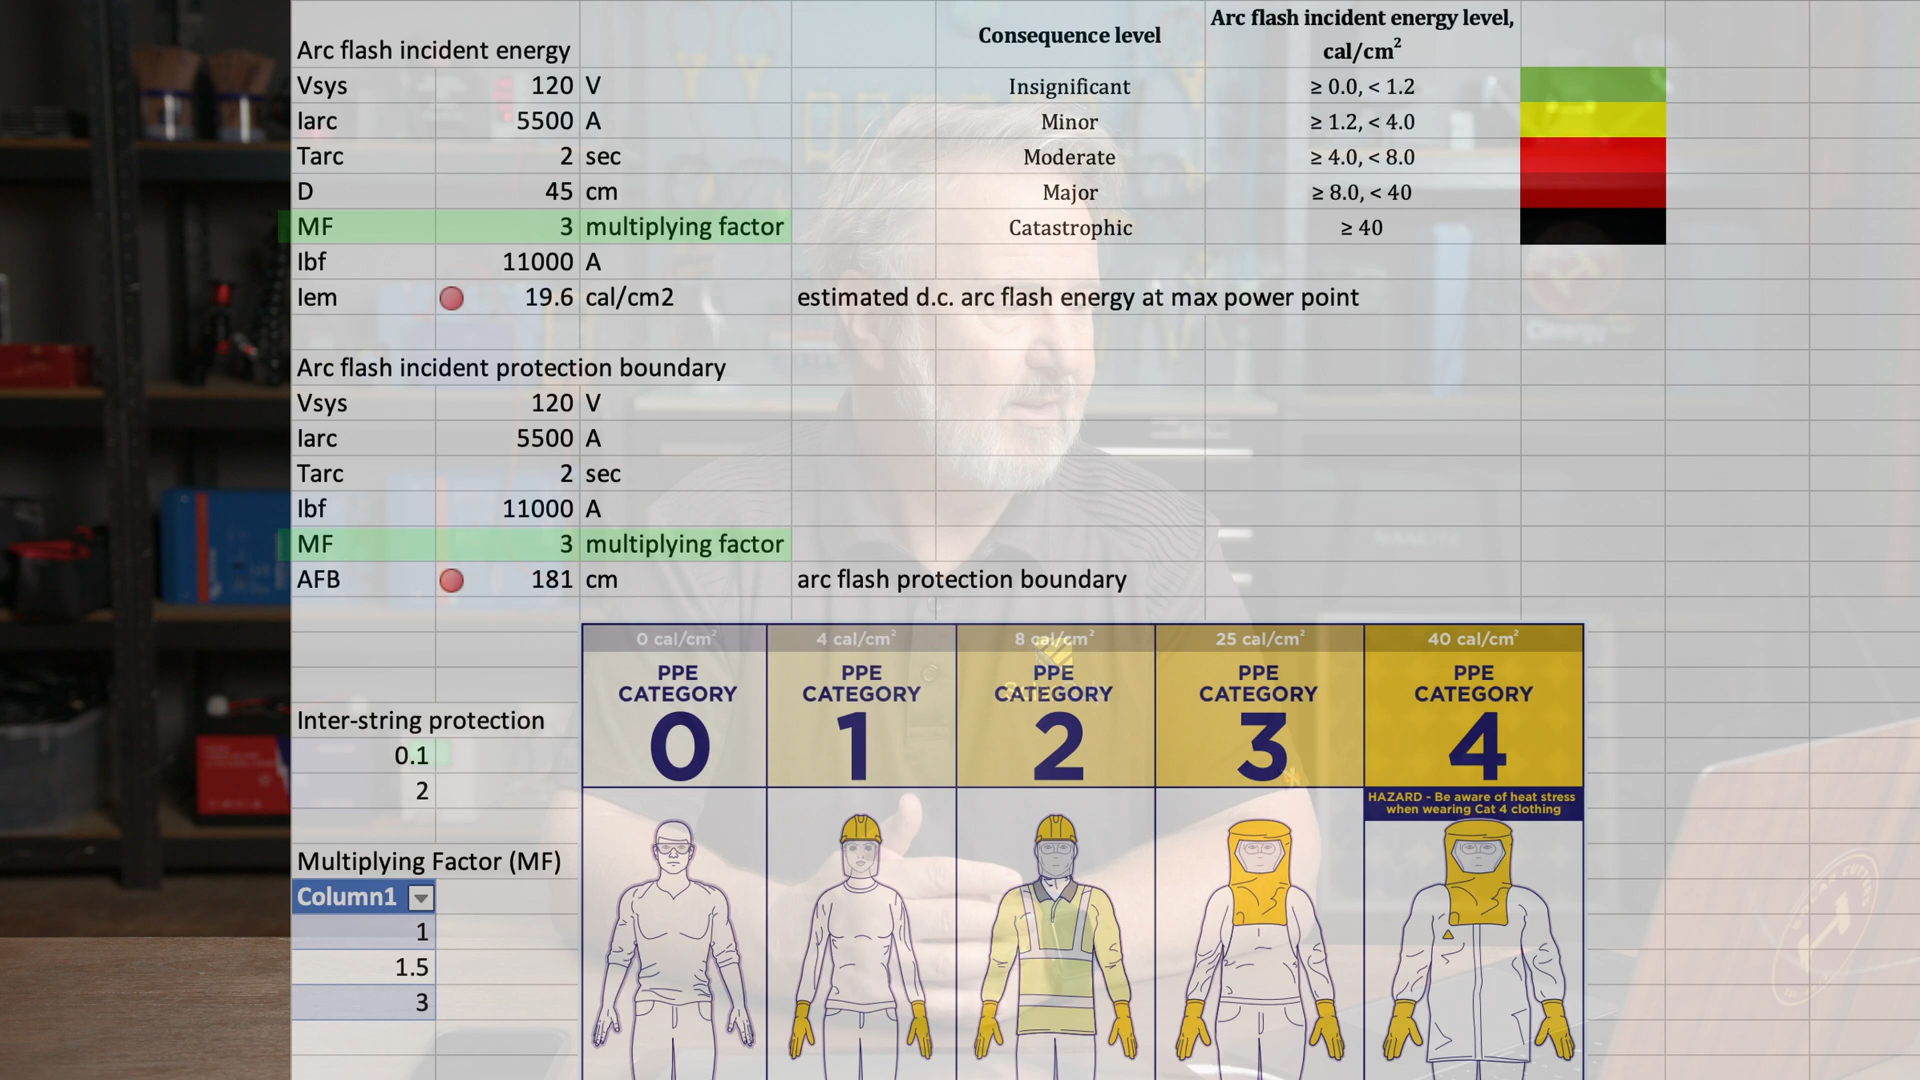 Arc flash incident energy
Vsys 120 V
Iarc 5500 A
Tarc 2 sec
D 45 cm
MF 3 multiplying factor
Ibf 11000 A
Iem 19.6 cal/cm2 estimated d.c. arc flash energy at max power point
Consequence level Arc flash incident energy level, cal/cm²
Insignificant ≥ 0.0, < 1.2
Minor ≥ 1.2, < 4.0
Moderate ≥ 4.0, < 8.0
Major ≥ 8.0, < 40
Catastrophic ≥ 40
Arc flash incident protection boundary
Vsys 120 V
Iarc 5500 A
Tarc 2 sec
Ibf 11000 A
MF 3 multiplying factor
AFB 181 cm arc flash protection boundary
Inter-string protection
0.1
2
Multiplying Factor (MF)
Column1
1
1.5
3
0 cal/cm²
PPE
CATEGORY
0
4 cal/cm²
PPE
CATEGORY
1
8 cal/cm²
PPE
CATEGORY
2
25 cal/cm²
PPE
CATEGORY
3
40 cal/cm²
PPE
CATEGORY
4
HAZARD - Be aware of heat stress
when wearing Cat 4 clothing